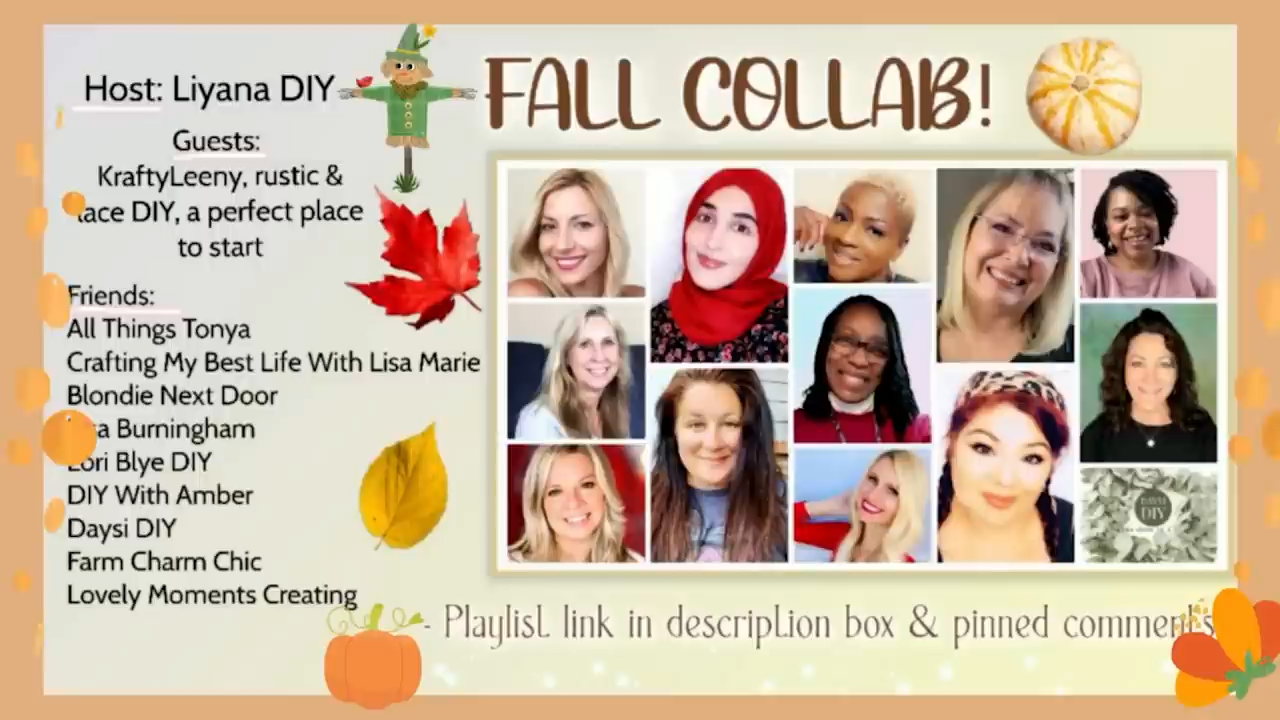 Host: Liyana DIY
Guests:
KraftyLeeny, rustic &
lace DIY, a perfect place
to start
Friends:
All Things Tonya
Crafting My Best Life With Lisa Marie
Blondie Next Door
Burningham
Lori Blye DIY
DIY With Amber
Daysi DIY
Farm Charm Chic
Lovely Moments Creating
FALL COLLAB!
DAYSI
DIY
- Playlist link in description box & pinned comments